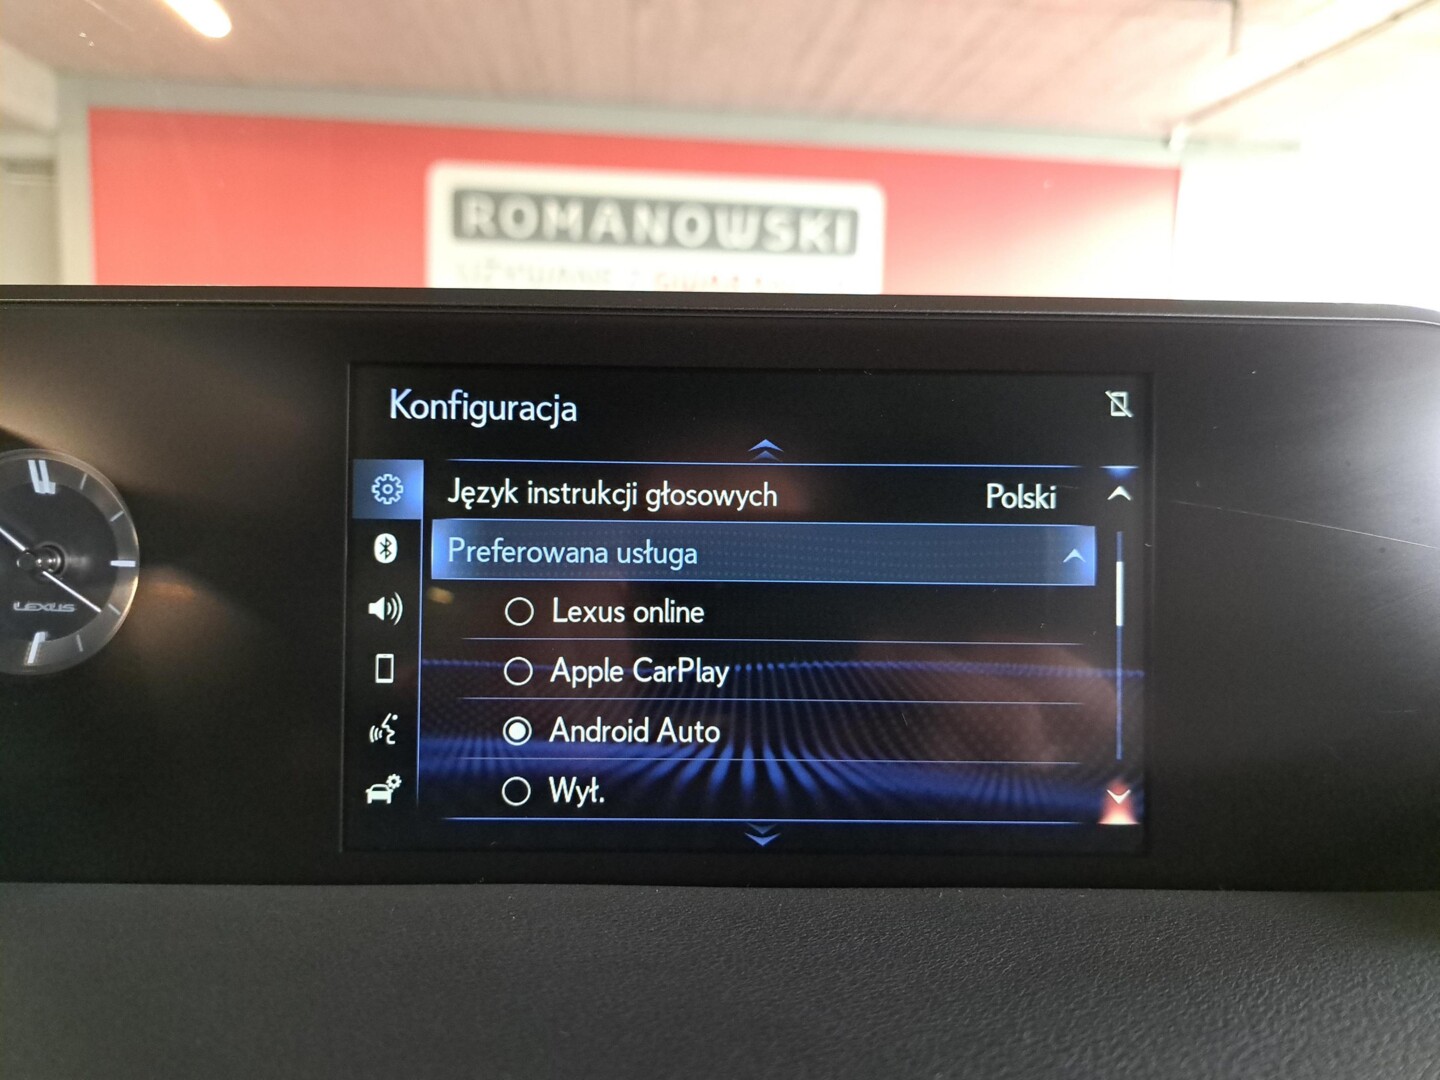 ROMANOWSKI
Konfiguracja
Język instrukcji głosowych Polski
Preferowana usługa
Lexus online
Apple CarPlay
Android Auto
Wył.
LEXUS